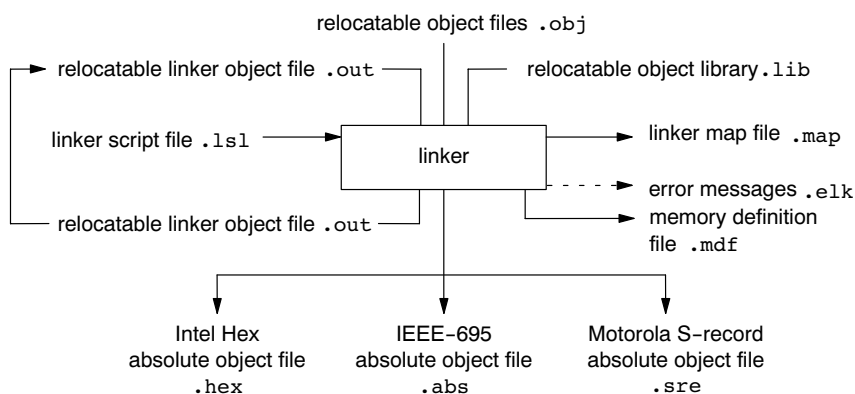 relocatable object files .obj
relocatable linker object file .out
relocatable object library.lib
linker script file .lsl
linker
linker map file .map
error messages .elk
relocatable linker object file .out
memory definition
file .mdf
Intel Hex
absolute object file
.hex
IEEE-695
absolute object file
.abs
Motorola S-record
absolute object file
.sre